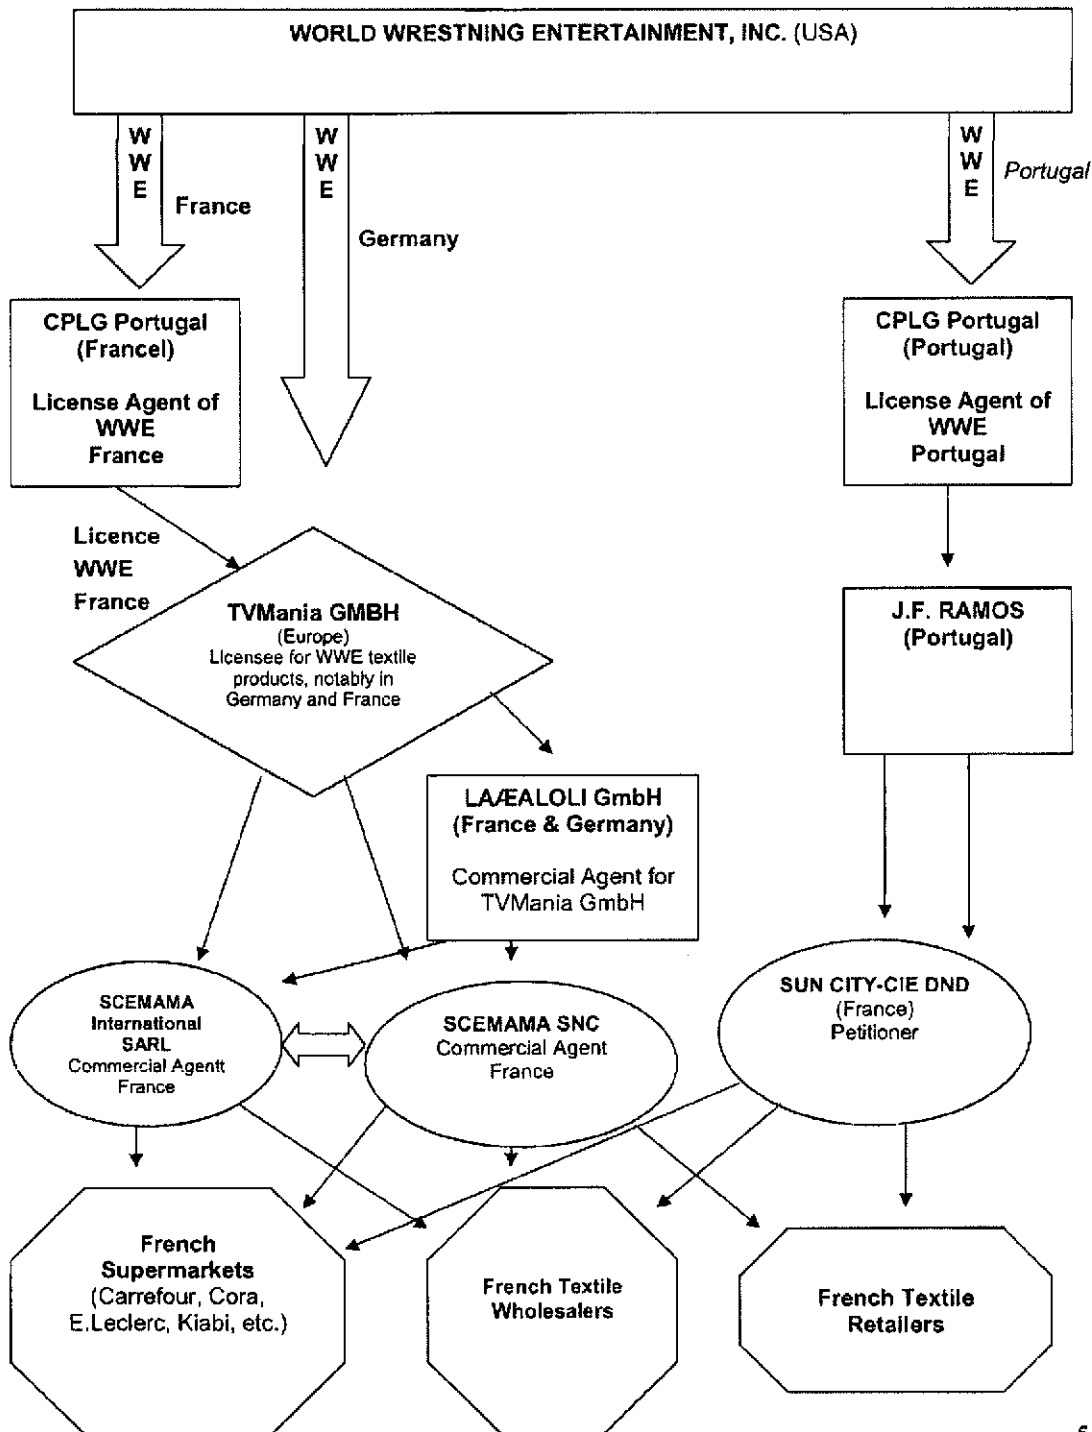 WORLD WRESTNING ENTERTAINMENT, INC. (USA)
W
W
E
France
W
W
E
Germany
W
W
E
Portugal
CPLG Portugal
(Francel)
License Agent of
WWE
France
CPLG Portugal
(Portugal)
License Agent of
WWE
Portugal
Licence
WWE
France
TVMania GMBH
(Europe)
Licensee for WWE textile
products, notably in
Germany and France
J.F. RAMOS
(Portugal)
LAÆALOLI GmbH
(France & Germany)
Commercial Agent for
TVMania GmbH
SCEMAMA
International
SARL
Commercial Agentt
France
SCEMAMA SNC
Commercial Agent
France
SUN CITY-CIE DND
(France)
Petitioner
French
Supermarkets
(Carrefour, Cora,
E.Leclerc, Kiabi, etc.)
French Textile
Wholesalers
French Textile
Retailers